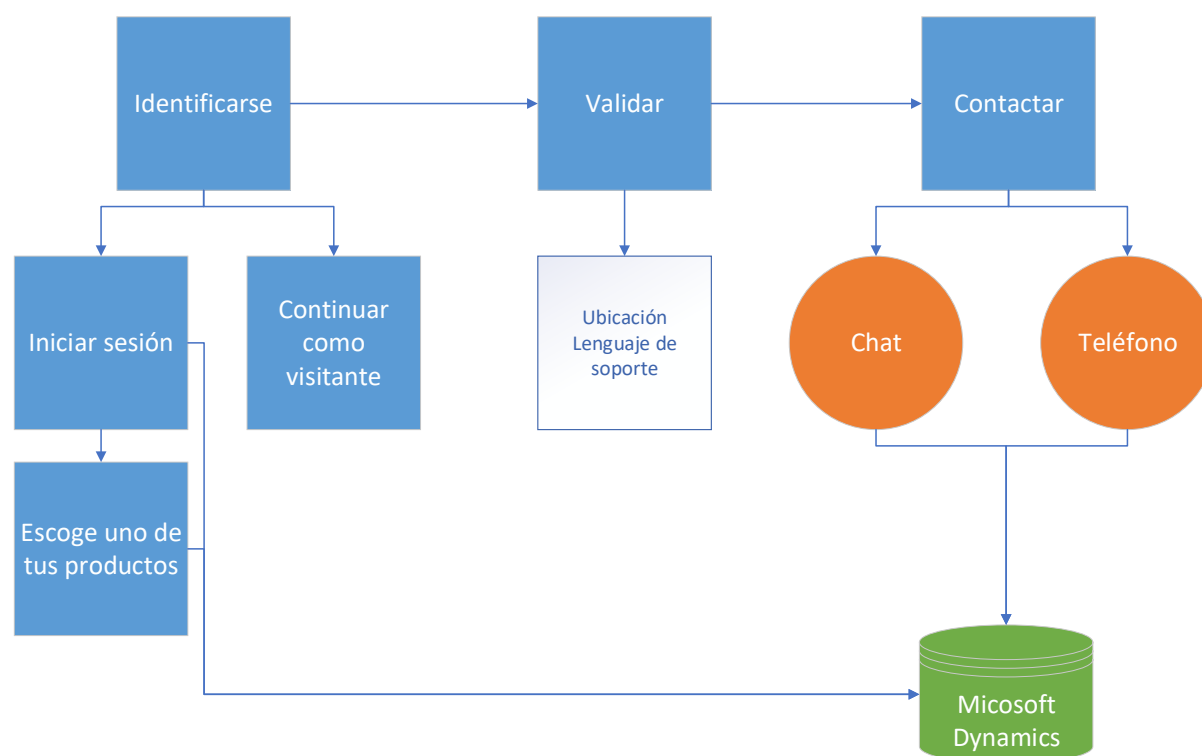 Identificarse
Validar
Contactar
Iniciar sesión
Continuar
como
visitante
Ubicación
Lenguaje de
soporte
Chat
Teléfono
Escoge uno de
tus productos
Micosoft
Dynamics